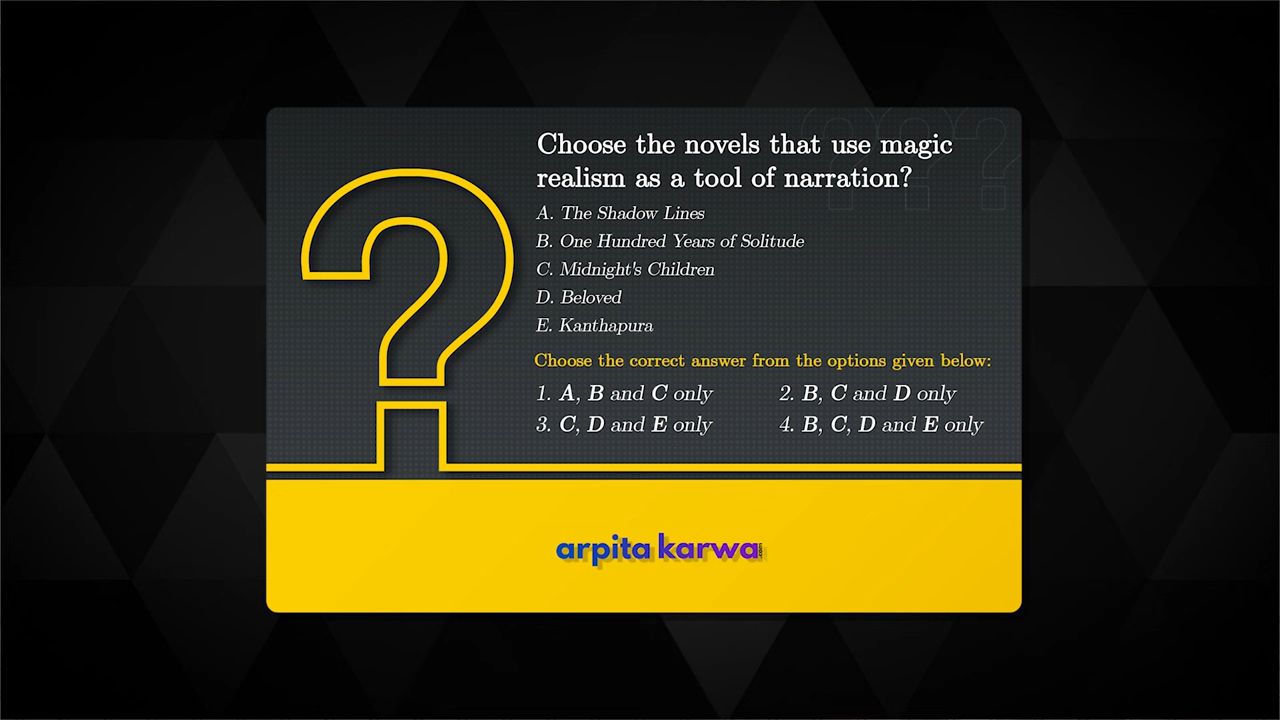 Choose the novels that use magic
realism as a tool of narration?
A. The Shadow Lines
B. One Hundred Years of Solitude
C. Midnight's Children
D. Beloved
E. Kanthapura
Choose the correct answer from the options given below:
1. A, B and C only
2. B, C and D only
3. C, D and E only
4. B, C, D and E only
arpita karwa